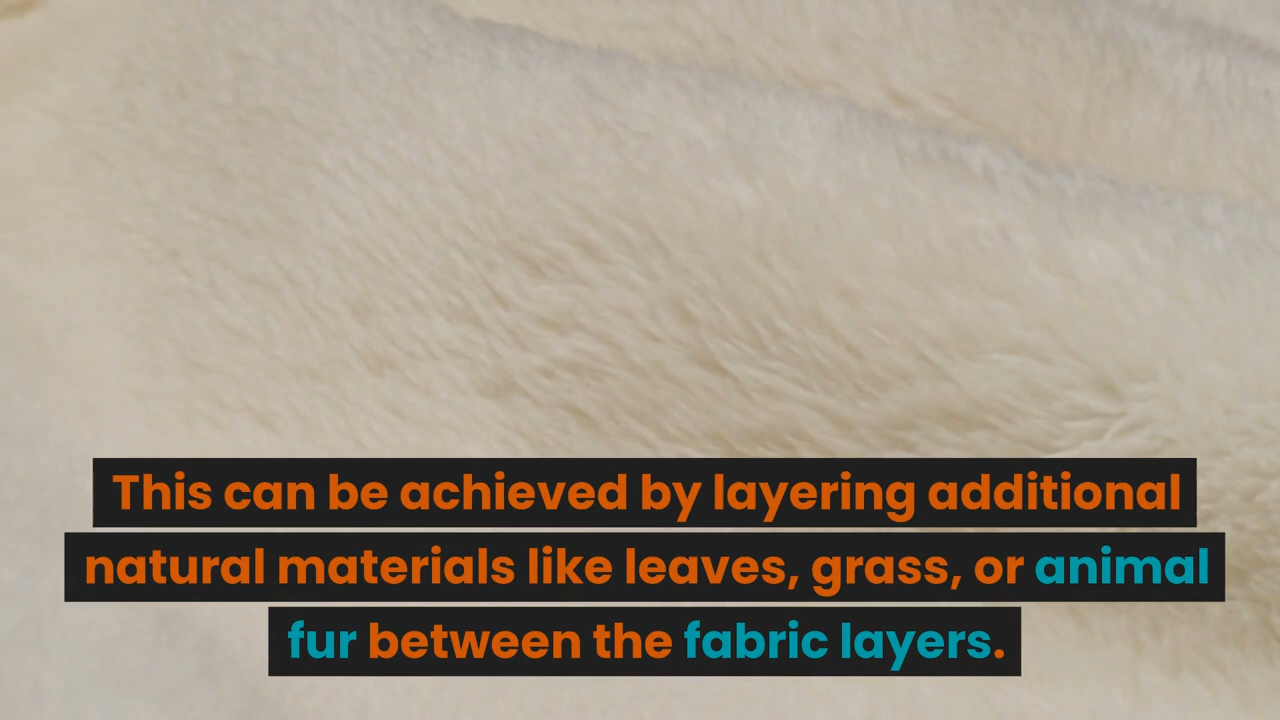 This can be achieved by layering additional
natural materials like leaves, grass, or animal
fur between the fabric layers.